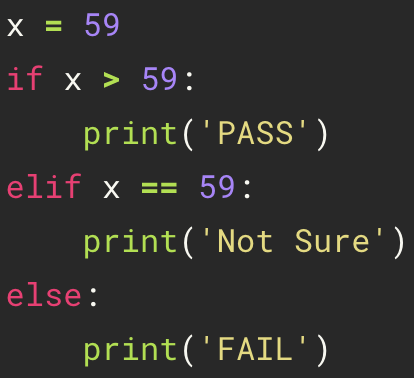 x = 59
if x > 59:
    print('PASS')
elif x == 59:
    print('Not Sure')
else:
    print('FAIL')